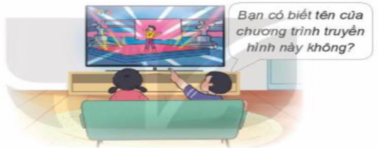 Bạn có biết tên của
chương trình truyền
hình này không?